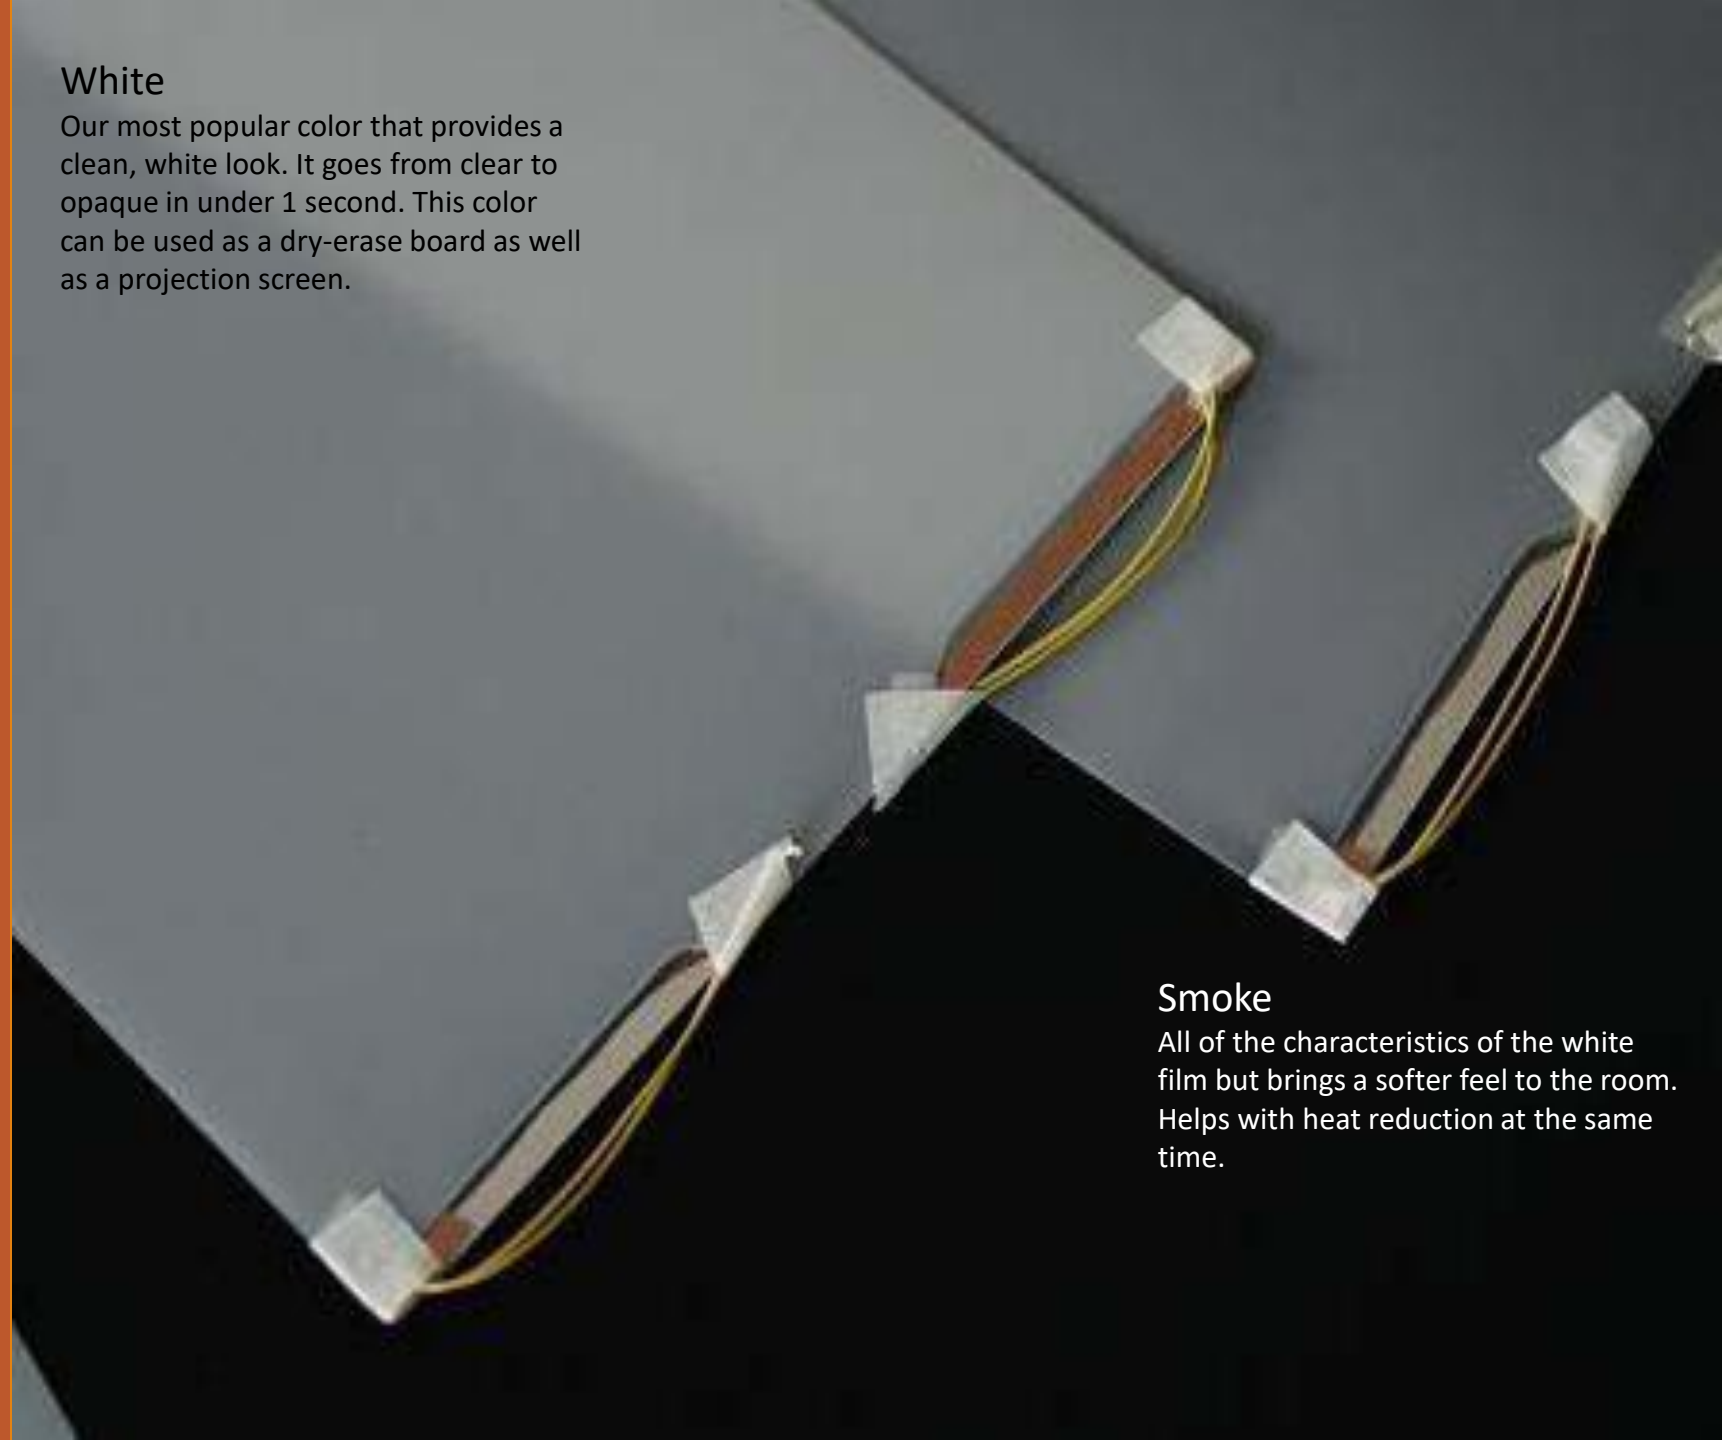 White
Our most popular color that provides a
clean, white look. It goes from clear to
opaque in under 1 second. This color
can be used as a dry-erase board as well
as a projection screen.
Smoke
All of the characteristics of the white
film but brings a softer feel to the room.
Helps with heat reduction at the same
time.